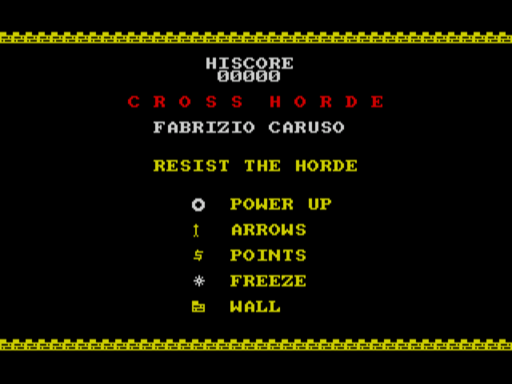 HISCORE
00000
CROSS HORDE
FABRIZIO CARUSO
RESIST THE HORDE
POWER UP
ARROWS
POINTS
FREEZE
WALL